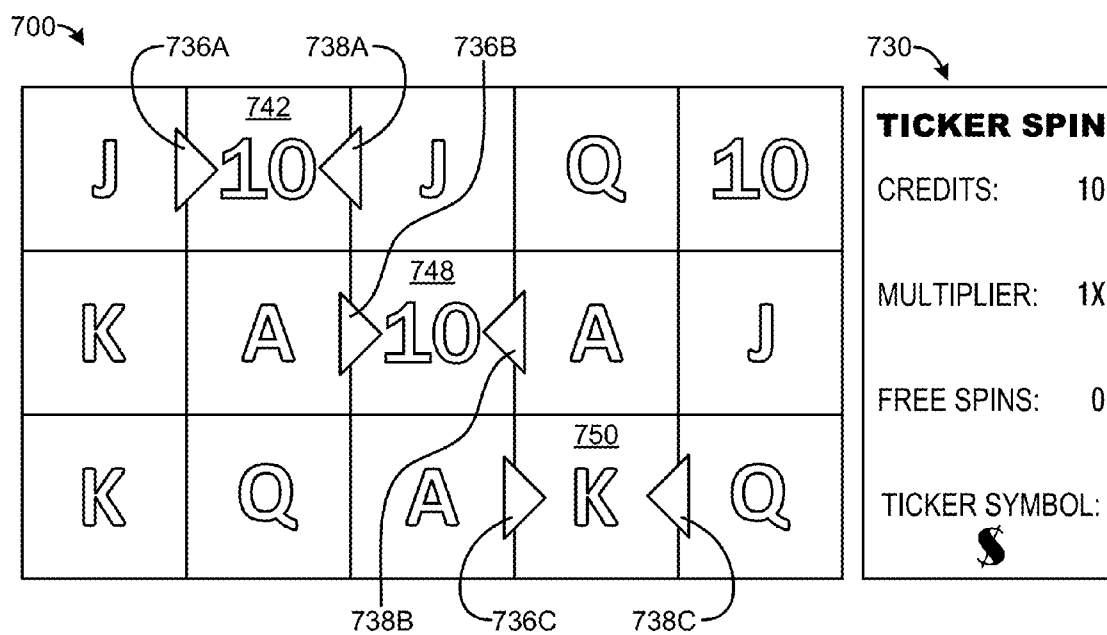 700
736A 738A 736B 730
742
J 10 J Q 10
748
K A 10 A J
750
K Q A K Q
738B 736C 738C
TICKER SPIN
CREDITS: 10
MULTIPLIER: 1X
FREE SPINS: 0
TICKER SYMBOL:
$